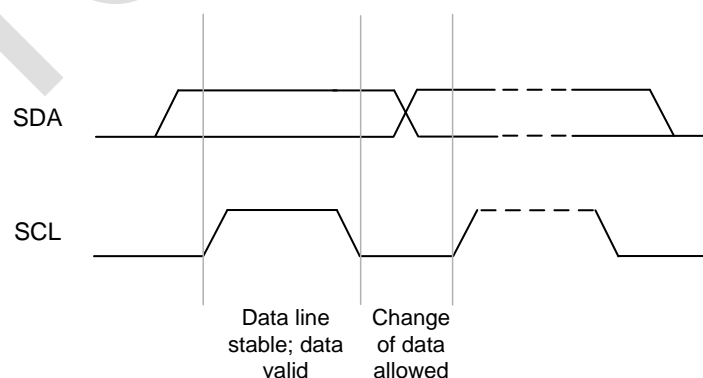 SDA
SCL
Data line
stable; data
valid
Change
of data
allowed